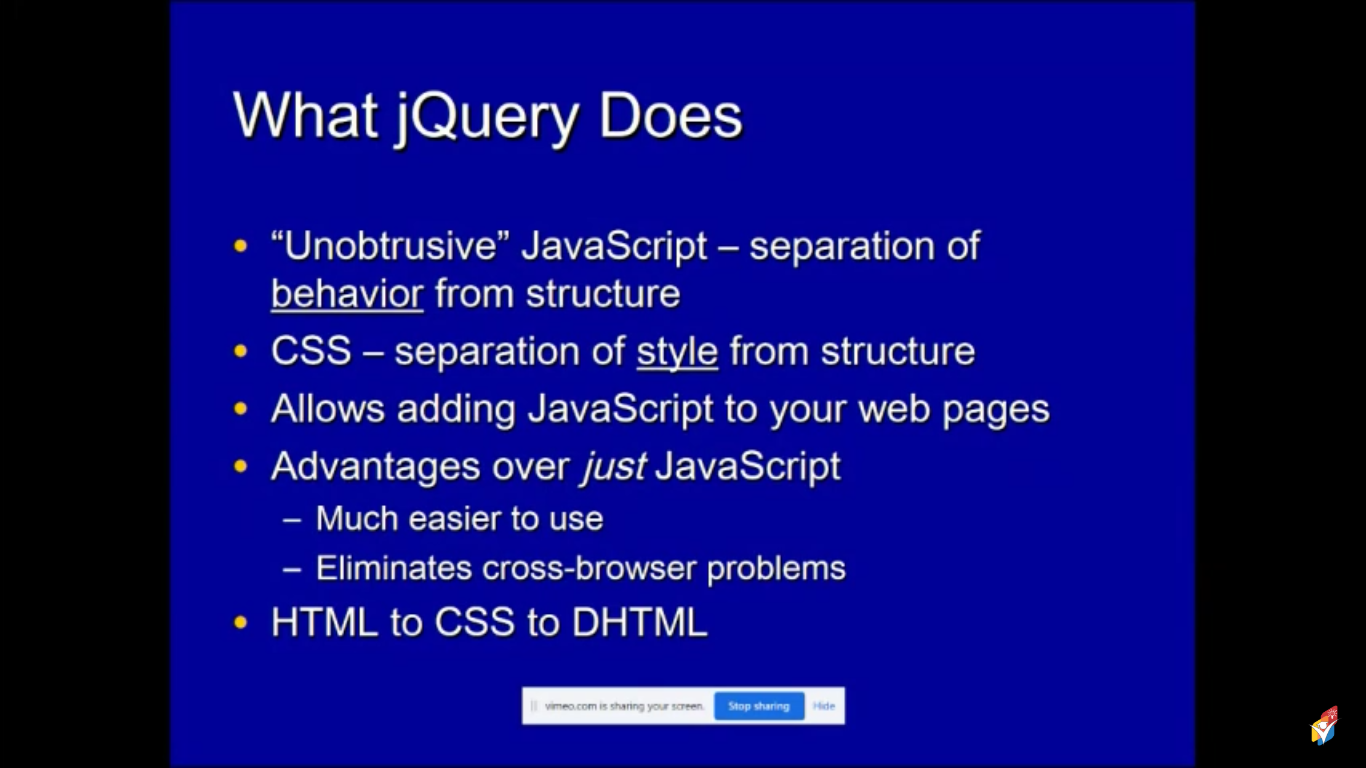 What jQuery Does
• “Unobtrusive” JavaScript – separation of
behavior from structure
• CSS – separation of style from structure
• Allows adding JavaScript to your web pages
• Advantages over just JavaScript
– Much easier to use
– Eliminates cross-browser problems
• HTML to CSS to DHTML
vimeo.com is sharing your screen. Stop sharing Hide